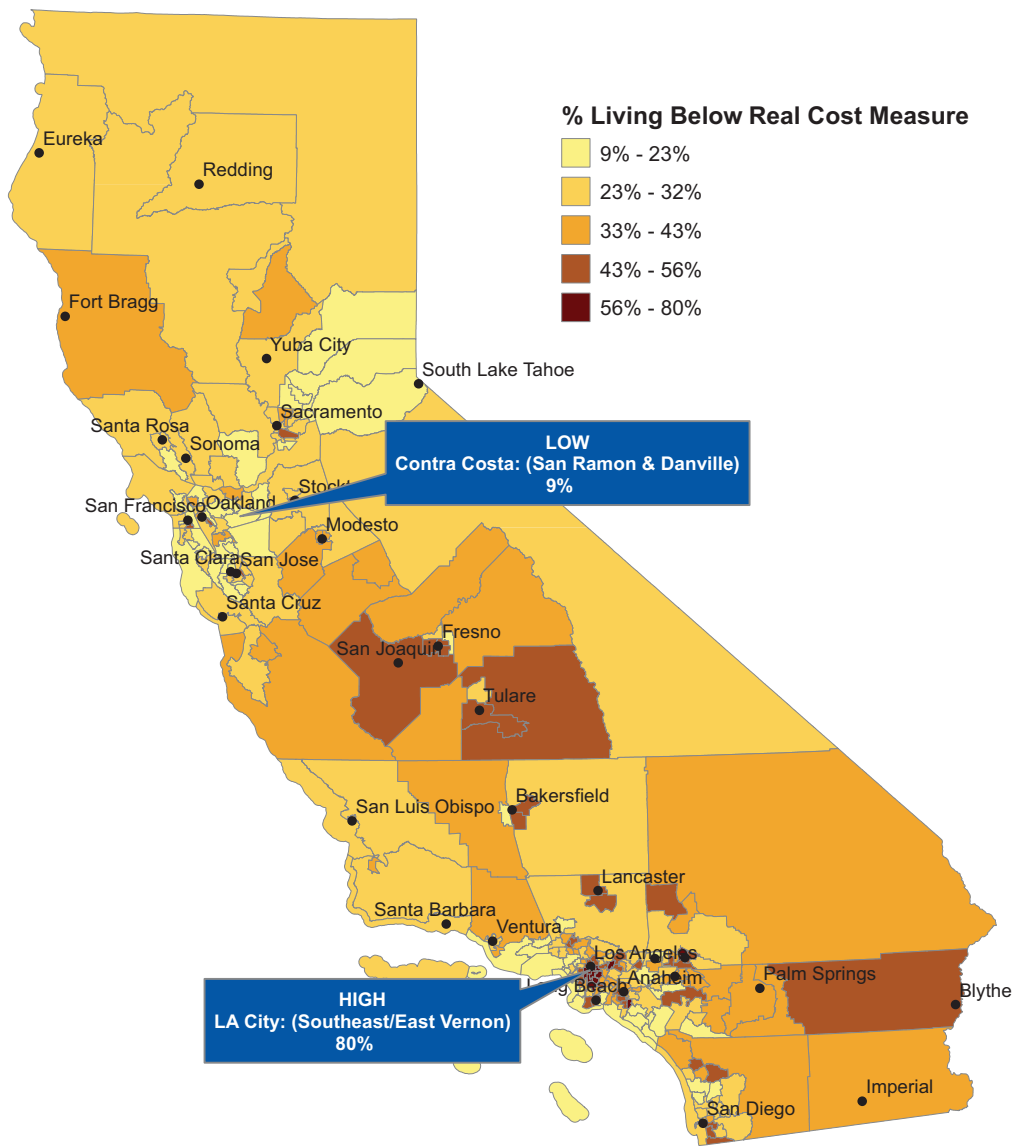 % Living Below Real Cost Measure
9% - 23%
23% - 32%
33% - 43%
43% - 56%
56% - 80%
Eureka
Redding
Fort Bragg
Yuba City
South Lake Tahoe
Sacramento
Santa Rosa
Sonoma
LOW
Contra Costa: (San Ramon & Danville)
9%
San Francisco
Oakland
Modesto
Santa Clara
San Jose
Santa Cruz
Fresno
San Joaquin
Tulare
San Luis Obispo
Bakersfield
Lancaster
Santa Barbara
Ventura
Los Angeles
Anaheim
Palm Springs
Beach
Blythe
HIGH
LA City: (Southeast/East Vernon)
80%
Imperial
San Diego